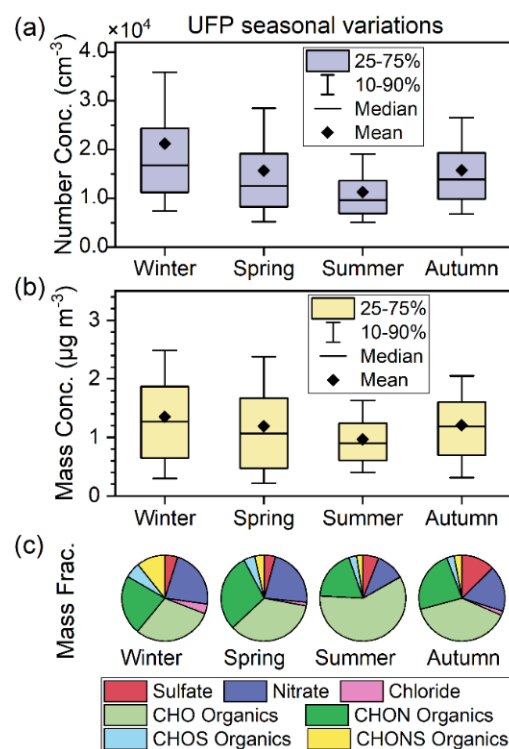 (a)
×10⁴
UFP seasonal variations
Number Conc. (cm⁻³)
4.0
3.0
2.0
1.0
0.0
25-75%
10-90%
Median
Mean
Winter Spring Summer Autumn
(b)
Mass Conc. (µg m⁻³)
3
2
1
0
25-75%
10-90%
Median
Mean
Winter Spring Summer Autumn
(c)
Mass Frac.
Winter Spring Summer Autumn
Sulfate Nitrate Chloride
CHO Organics CHON Organics
CHOS Organics CHONS Organics